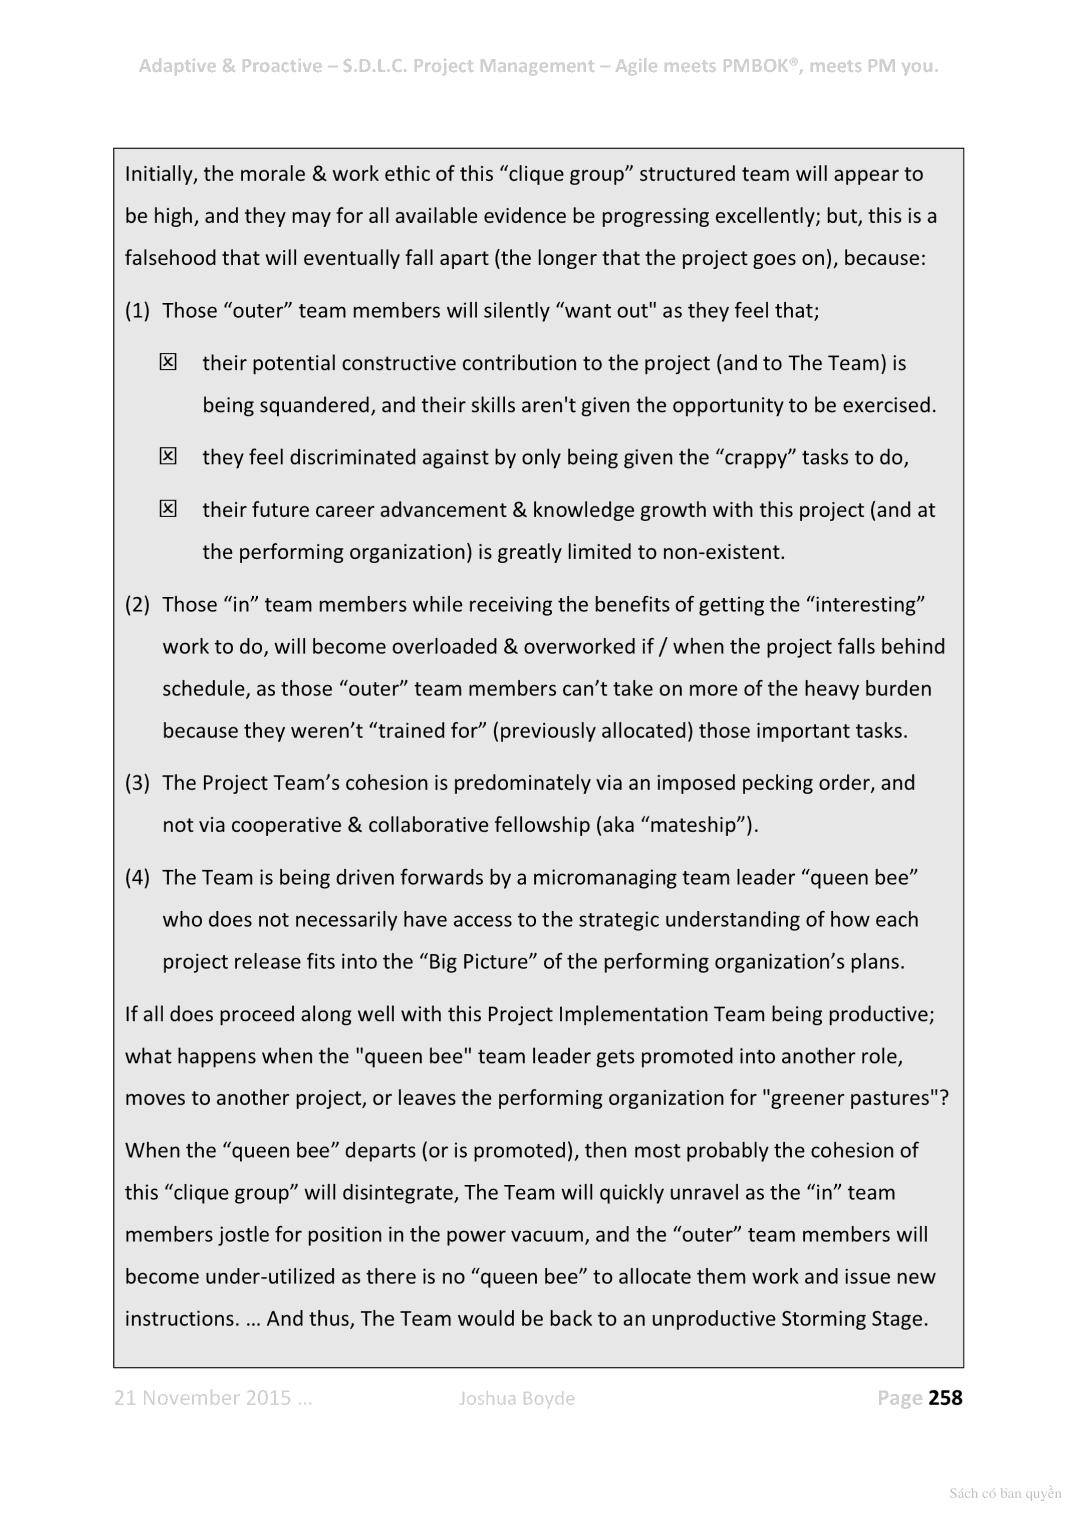 Adaptive & Proactive – S.D.L.C. Project Management – Agile meets PMBOK®, meets PM you.
Initially, the morale & work ethic of this “clique group” structured team will appear to
be high, and they may for all available evidence be progressing excellently; but, this is a
falsehood that will eventually fall apart (the longer that the project goes on), because:
(1) Those “outer” team members will silently “want out" as they feel that;
☒ their potential constructive contribution to the project (and to The Team) is
being squandered, and their skills aren't given the opportunity to be exercised.
☒ they feel discriminated against by only being given the “crappy” tasks to do,
☒ their future career advancement & knowledge growth with this project (and at
the performing organization) is greatly limited to non-existent.
(2) Those “in” team members while receiving the benefits of getting the “interesting”
work to do, will become overloaded & overworked if / when the project falls behind
schedule, as those “outer” team members can’t take on more of the heavy burden
because they weren’t “trained for” (previously allocated) those important tasks.
(3) The Project Team’s cohesion is predominately via an imposed pecking order, and
not via cooperative & collaborative fellowship (aka “mateship”).
(4) The Team is being driven forwards by a micromanaging team leader “queen bee”
who does not necessarily have access to the strategic understanding of how each
project release fits into the “Big Picture” of the performing organization’s plans.
If all does proceed along well with this Project Implementation Team being productive;
what happens when the "queen bee" team leader gets promoted into another role,
moves to another project, or leaves the performing organization for "greener pastures"?
When the “queen bee” departs (or is promoted), then most probably the cohesion of
this “clique group” will disintegrate, The Team will quickly unravel as the “in” team
members jostle for position in the power vacuum, and the “outer” team members will
become under-utilized as there is no “queen bee” to allocate them work and issue new
instructions. … And thus, The Team would be back to an unproductive Storming Stage.
21 November 2015 … Joshua Boyde Page 258
Sách có bản quyền